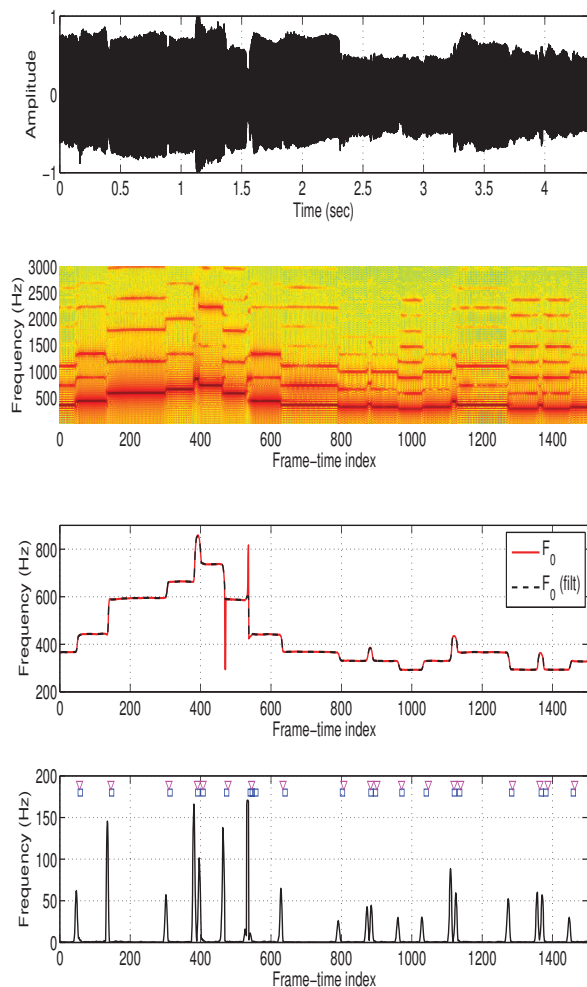 1
0
−1
Amplitude
0 0.5 1 1.5 2 2.5 3 3.5 4
Time (sec)
3000
2500
2000
1500
1000
500
Frequency (Hz)
0 200 400 600 800 1000 1200 1400
Frame−time index
800
600
400
200
Frequency (Hz)
F0
F0 (filt)
0 200 400 600 800 1000 1200 1400
Frame−time index
200
150
100
50
0
Frequency (Hz)
0 200 400 600 800 1000 1200 1400
Frame−time index